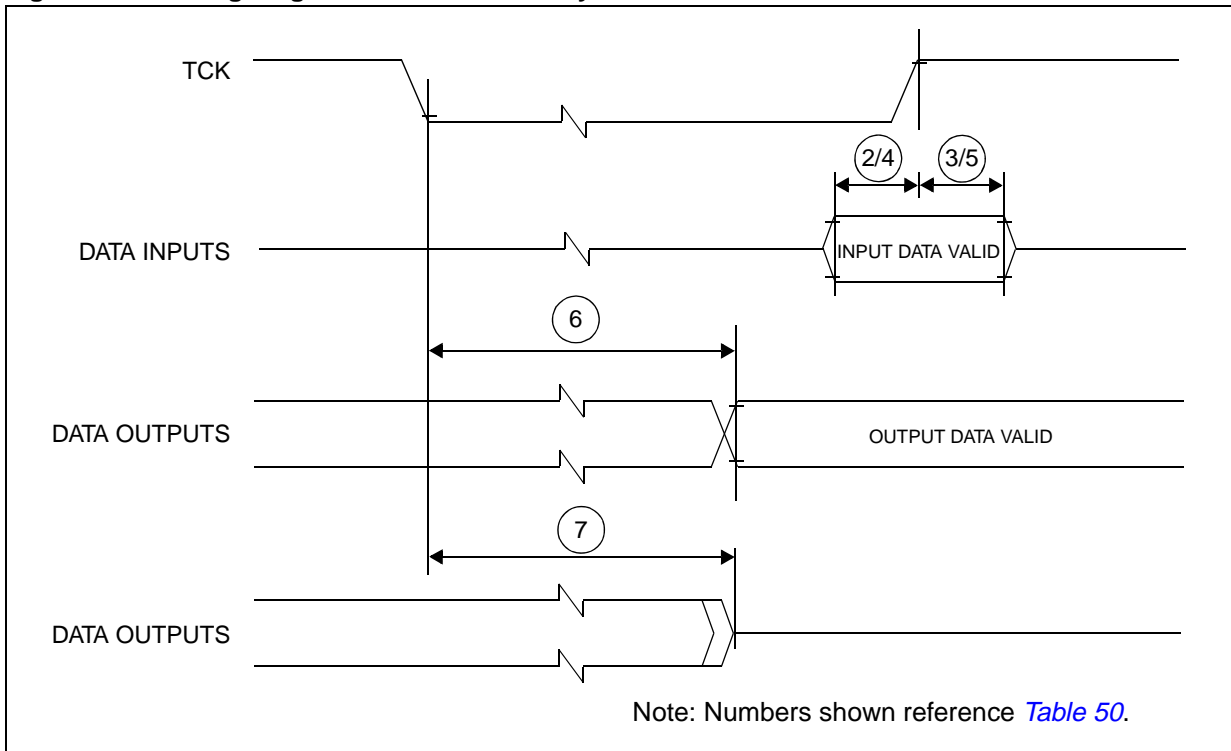 TCK
2/4
3/5
DATA INPUTS
INPUT DATA VALID
6
DATA OUTPUTS
OUTPUT DATA VALID
7
DATA OUTPUTS
Note: Numbers shown reference Table 50.